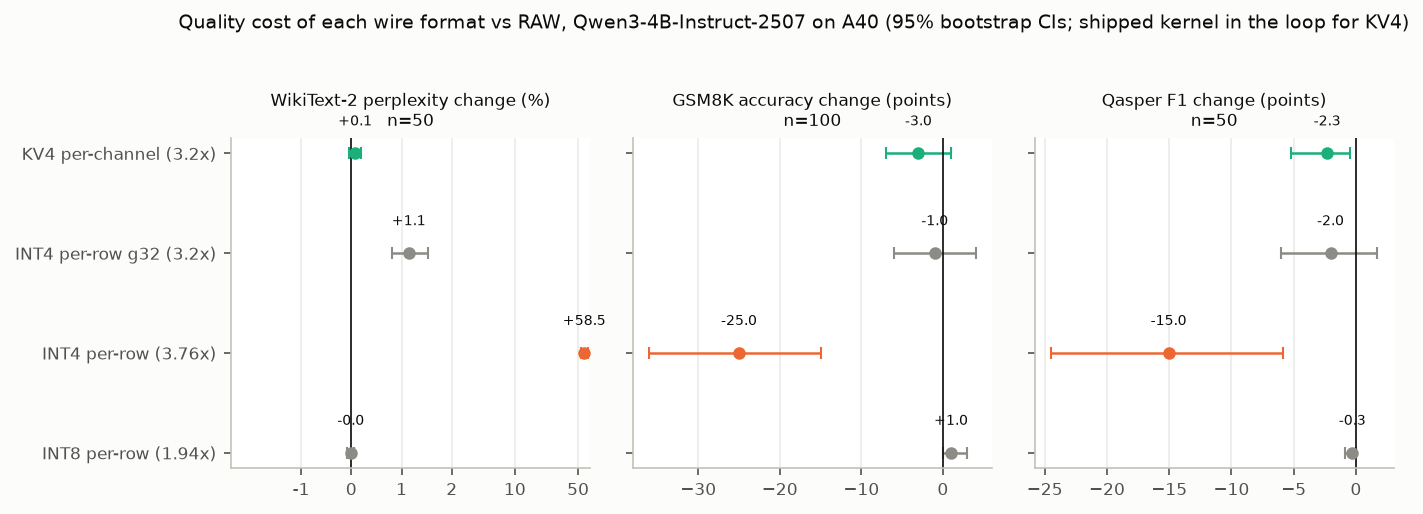 Quality cost of each wire format vs RAW, Qwen3-4B-Instruct-2507 on A40 (95% bootstrap CIs; shipped kernel in the loop for KV4)
WikiText-2 perplexity change (%)
n=50
GSM8K accuracy change (points)
n=100
Qasper F1 change (points)
n=50
KV4 per-channel (3.2x)
+0.1
-3.0
-2.3
INT4 per-row g32 (3.2x)
+1.1
-1.0
-2.0
INT4 per-row (3.76x)
+58.5
-25.0
-15.0
INT8 per-row (1.94x)
-0.0
+1.0
-0.3
-1 0 1 2 10 50
−30 −20 −10 0
−25 −20 −15 −10 −5 0